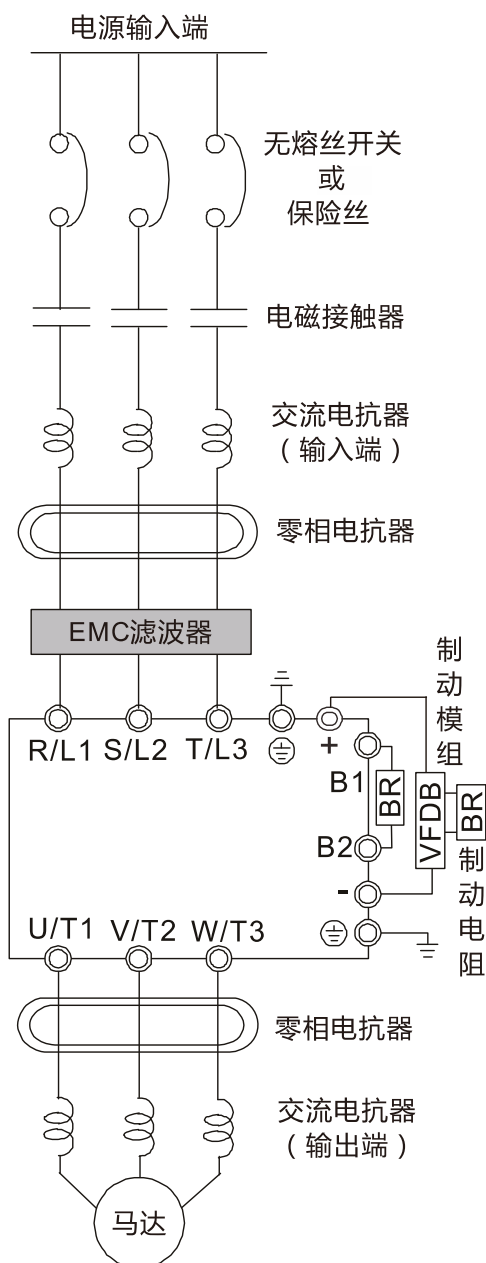 电源输入端
无熔丝开关
或
保险丝
电磁接触器
交流电抗器
（输入端）
零相电抗器
EMC滤波器
制动模组
R/L1 S/L2 T/L3
+
B1
BR
VFDB
BR
B2
制动电阻
-
U/T1 V/T2 W/T3
零相电抗器
交流电抗器
（输出端）
马达